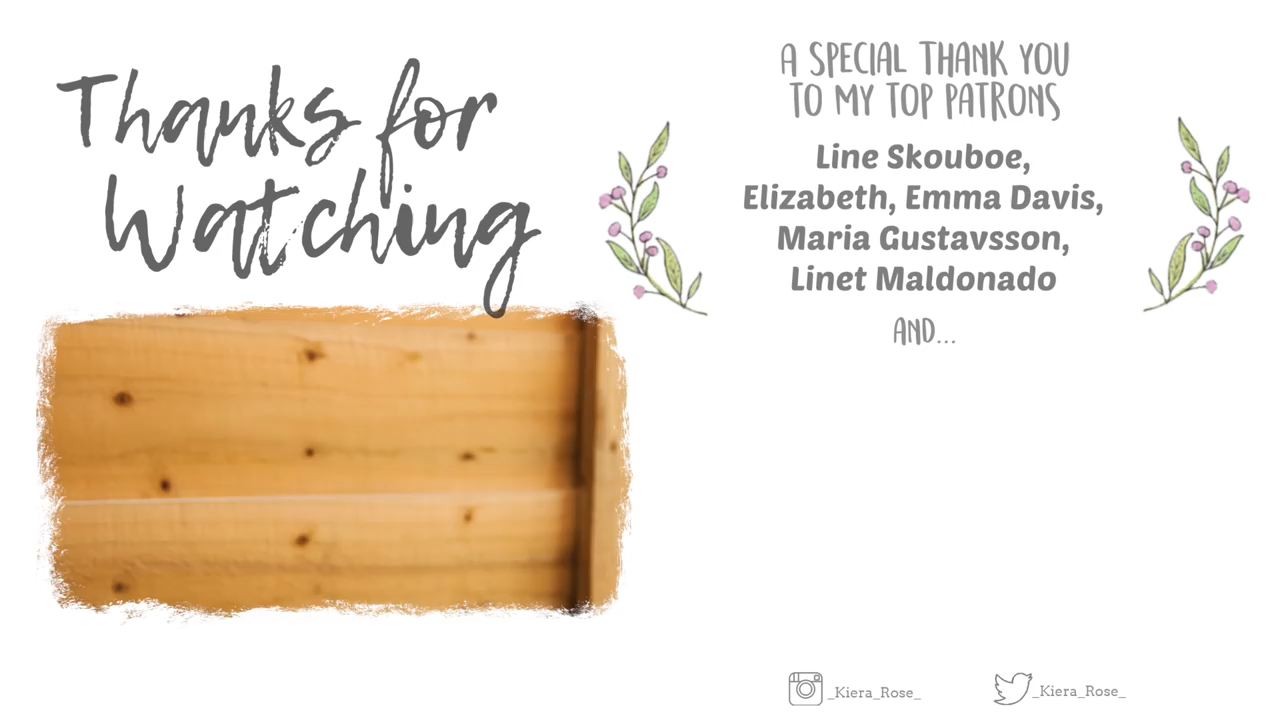 Thanks for
Watching
A SPECIAL THANK YOU
TO MY TOP PATRONS
Line Skouboe,
Elizabeth, Emma Davis,
Maria Gustavsson,
Linet Maldonado
AND...
_Kiera_Rose_
_Kiera_Rose_